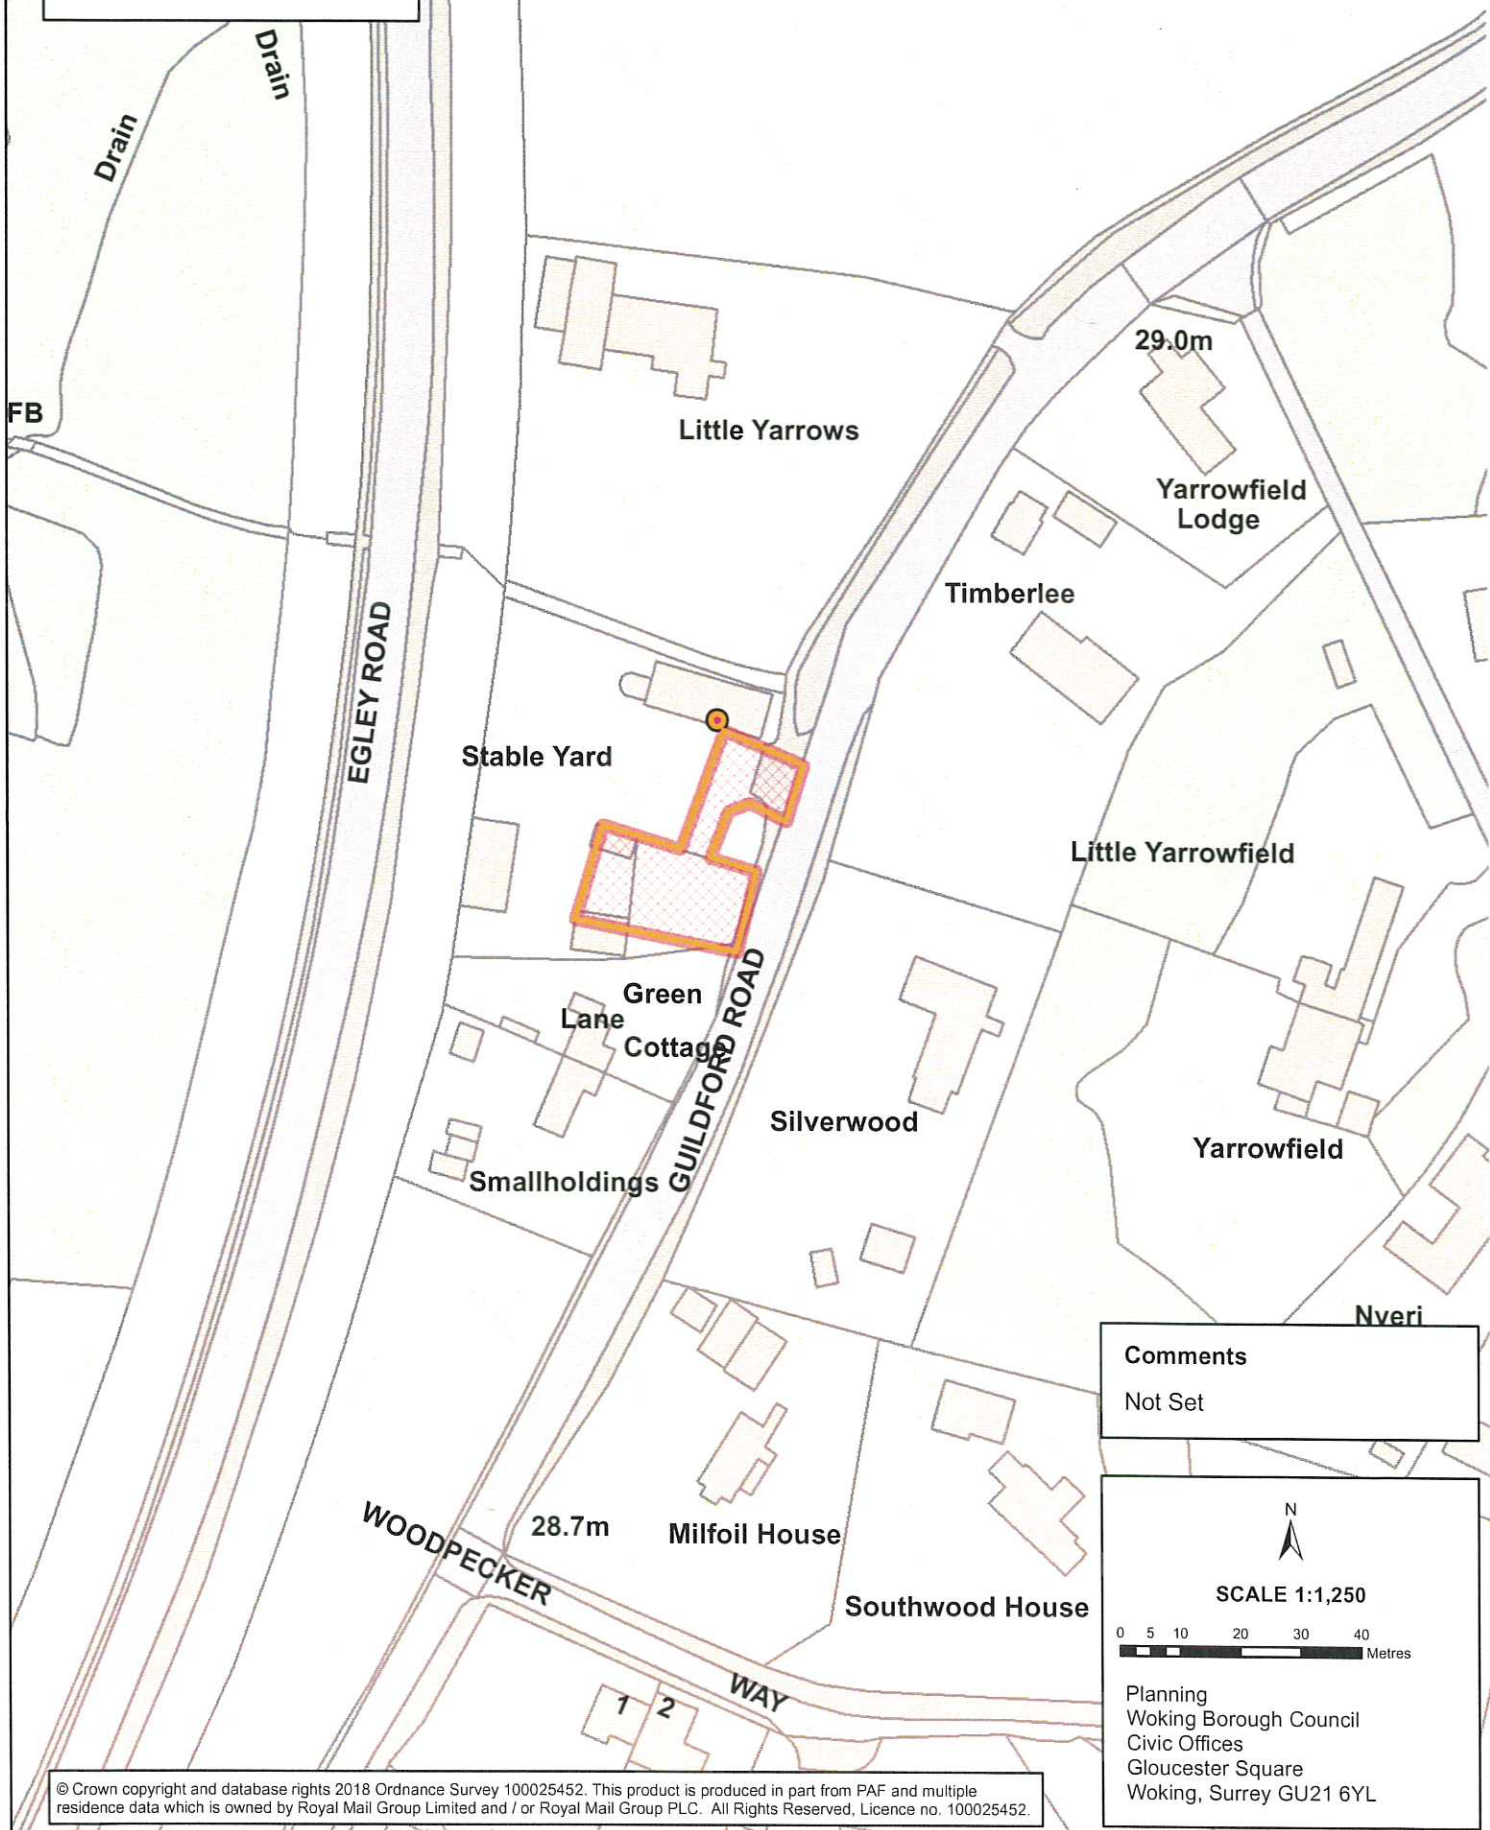 Drain
Drain
FB
29.0m
Little Yarrows
Yarrowfield
Lodge
Timberlee
EGLEY ROAD
Stable Yard
Little Yarrowfield
Green
Lane
Cottage
GUILDFORD ROAD
Silverwood
Yarrowfield
Smallholdings
Nyeri
Comments
Not Set
WOODPECKER
WAY
28.7m
Milfoil House
Southwood House
1
2
N
SCALE 1:1,250
0 5 10 20 30 40
Metres
Planning
Woking Borough Council
Civic Offices
Gloucester Square
Woking, Surrey GU21 6YL
© Crown copyright and database rights 2018 Ordnance Survey 100025452. This product is produced in part from PAF and multiple
residence data which is owned by Royal Mail Group Limited and / or Royal Mail Group PLC. All Rights Reserved, Licence no. 100025452.